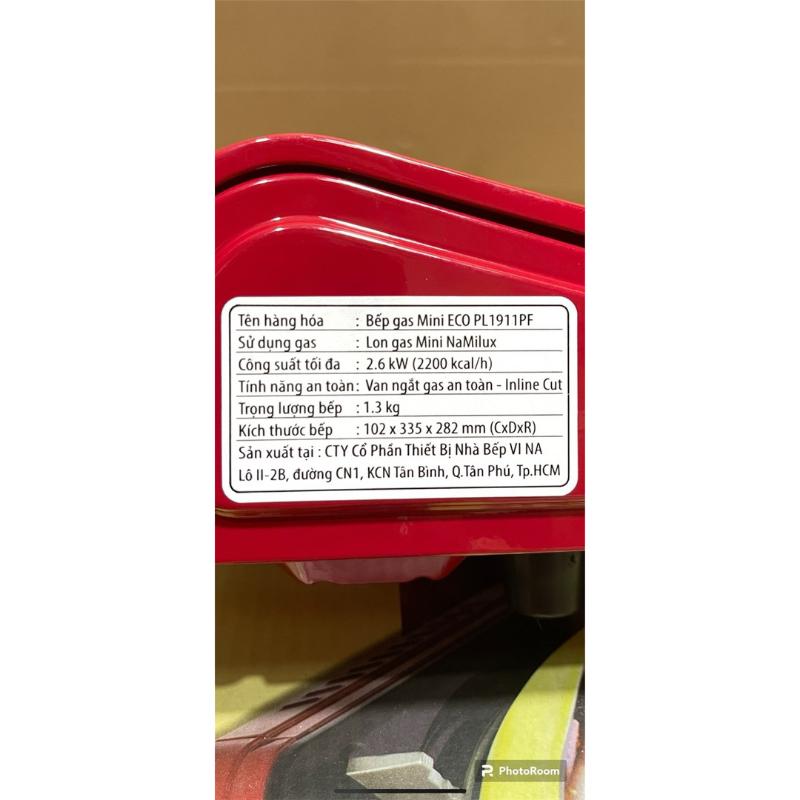 Tên hàng hóa : Bếp gas Mini ECO PL1911PF
Sử dụng gas : Lon gas Mini NaMilux
Công suất tối đa : 2.6 kW (2200 kcal/h)
Tính năng an toàn : Van ngắt gas an toàn - Inline Cut
Trọng lượng bếp : 1.3 kg
Kích thước bếp : 102 x 335 x 282 mm (CxDxR)
Sản xuất tại : CTY Cổ Phần Thiết Bị Nhà Bếp VI NA
Lô II-2B, đường CN1, KCN Tân Bình, Q.Tân Phú, Tp.HCM
PhotoRoom